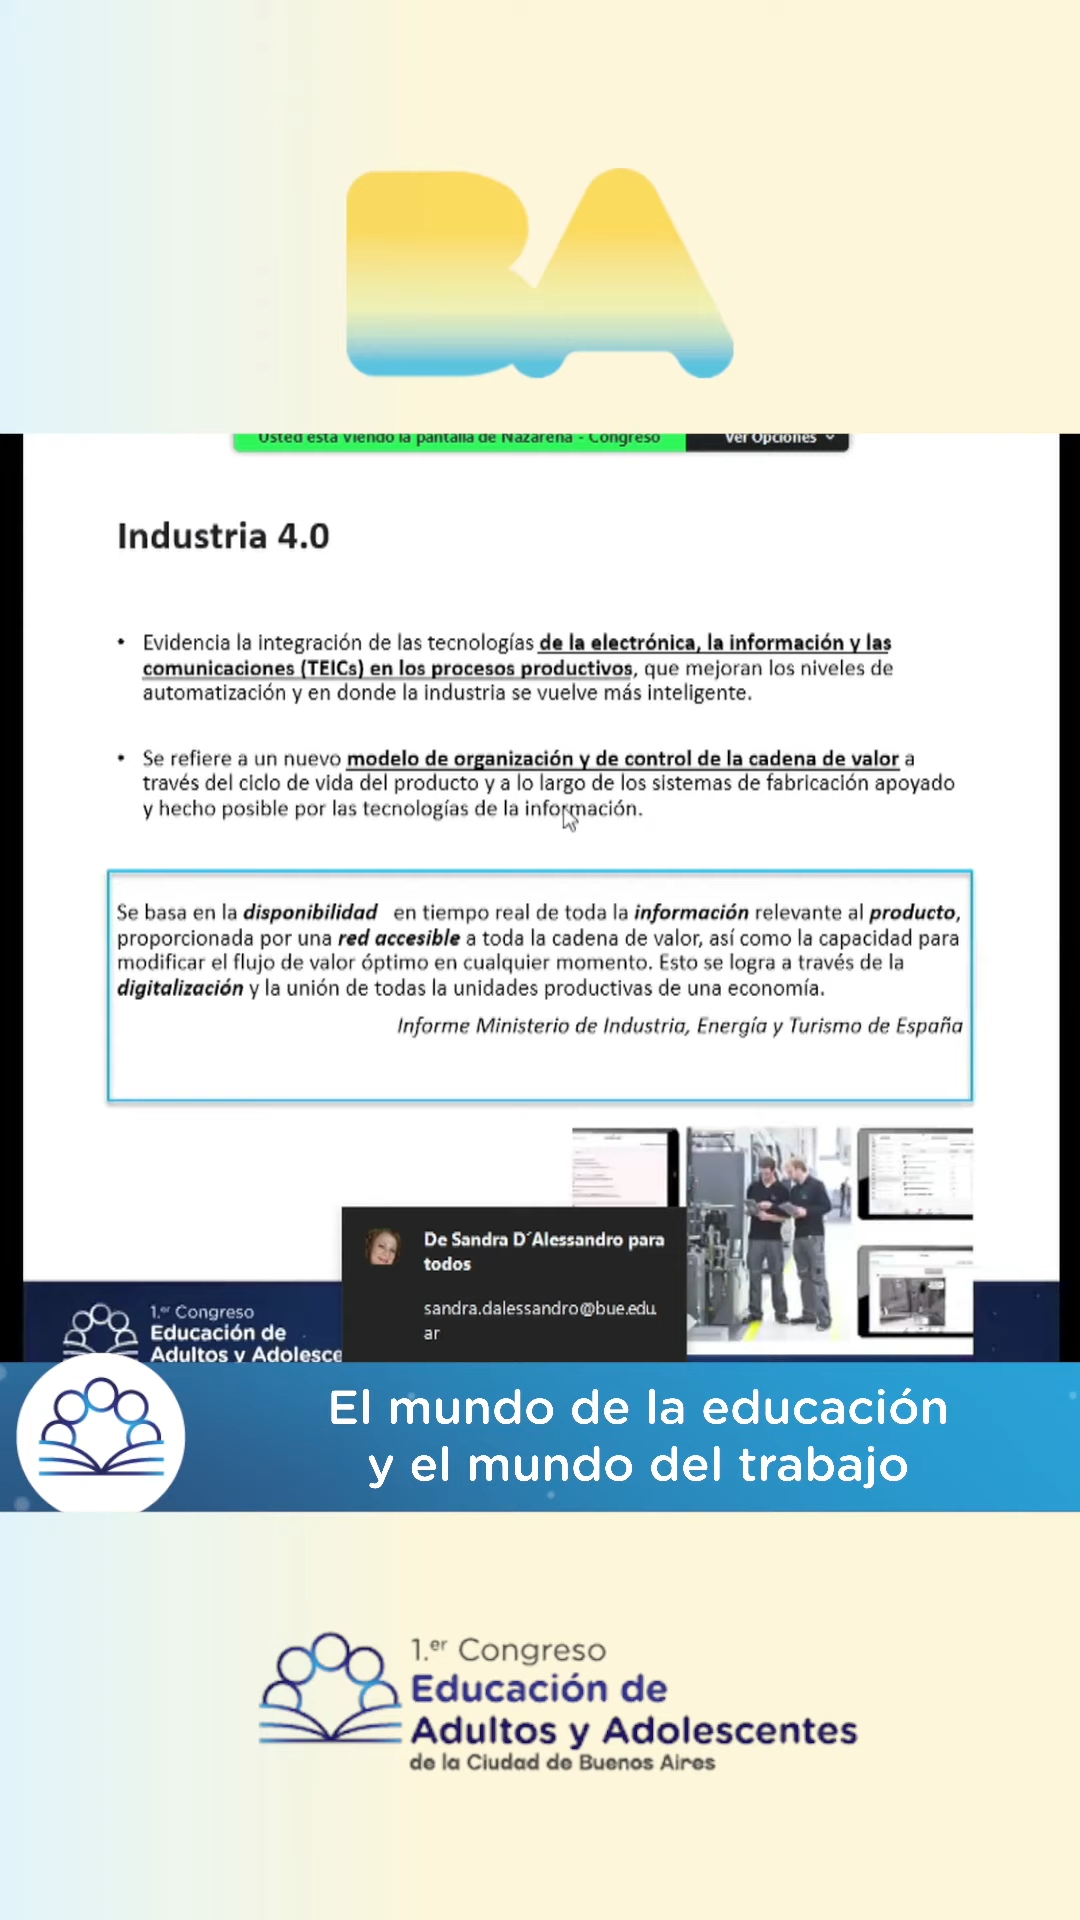 BA
Usted está viendo la pantalla de Nazarena - Congreso
Ver Opciones
Industria 4.0
• Evidencia la integración de las tecnologías de la electrónica, la información y las
comunicaciones (TEICs) en los procesos productivos, que mejoran los niveles de
automatización y en donde la industria se vuelve más inteligente.
• Se refiere a un nuevo modelo de organización y de control de la cadena de valor a
través del ciclo de vida del producto y a lo largo de los sistemas de fabricación apoyado
y hecho posible por las tecnologías de la información.
Se basa en la disponibilidad en tiempo real de toda la información relevante al producto,
proporcionada por una red accesible a toda la cadena de valor, así como la capacidad para
modificar el flujo de valor óptimo en cualquier momento. Esto se logra a través de la
digitalización y la unión de todas la unidades productivas de una economía.
Informe Ministerio de Industria, Energía y Turismo de España
De Sandra D´Alessandro para
todos
sandra.dalessandro@bue.edu.
ar
1.er Congreso
Educación de
Adultos y Adolesce
El mundo de la educación
y el mundo del trabajo
1.er Congreso
Educación de
Adultos y Adolescentes
de la Ciudad de Buenos Aires